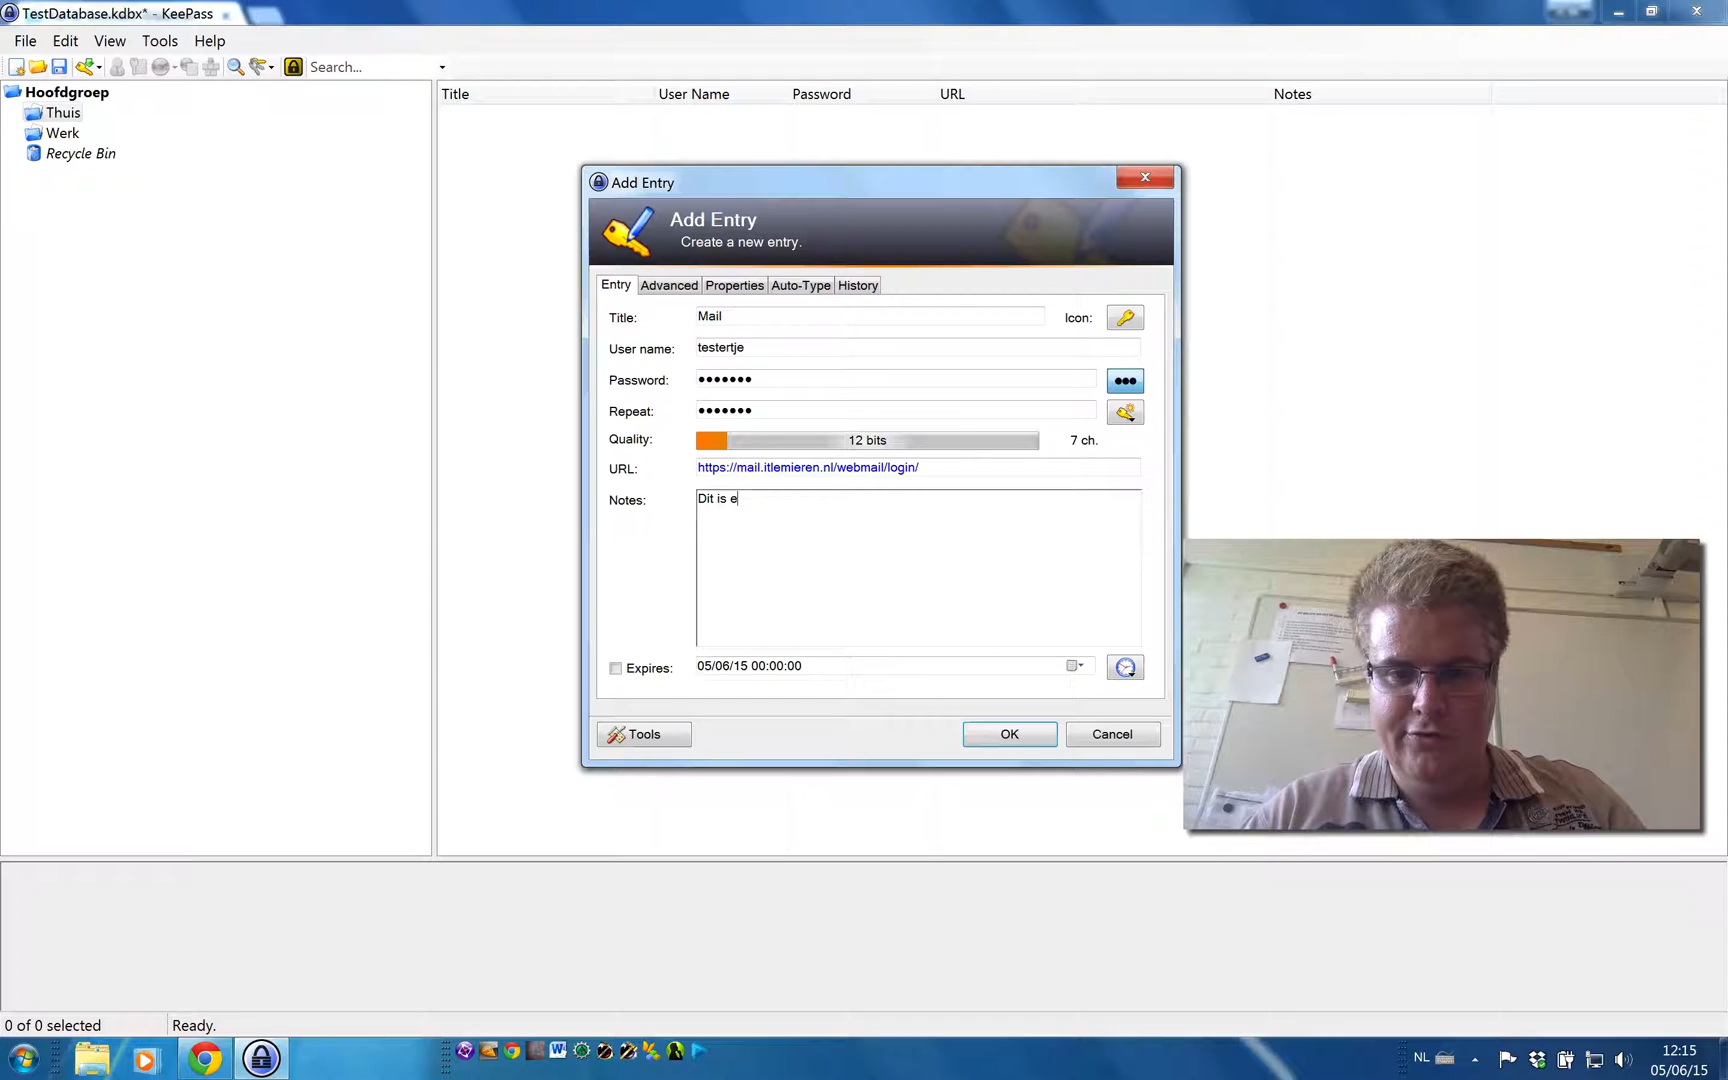 TestDatabase.kdbx* - KeePass
File Edit View Tools Help
Search...
Hoofdgroep
Thuis
Werk
Recycle Bin
Title User Name Password URL Notes
Add Entry
Add Entry
Create a new entry.
Entry Advanced Properties Auto-Type History
Title: Mail Icon:
User name: testertje
Password: •••••••
Repeat: •••••••
Quality: 12 bits 7 ch.
URL: https://mail.itlemieren.nl/webmail/login/
Notes: Dit is e
Expires: 05/06/15 00:00:00
Tools OK Cancel
0 of 0 selected Ready.
NL 12:15
05/06/15